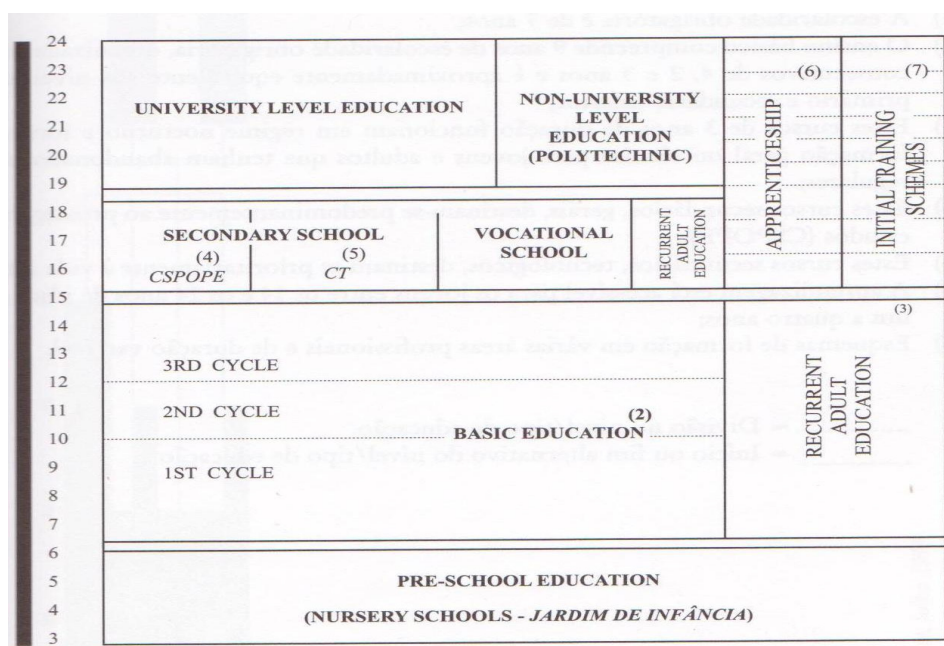 24
23
22
21
20
19
18
17
16
15
14
13
12
11
10
9
8
7
6
5
4
3
UNIVERSITY LEVEL EDUCATION
NON-UNIVERSITY
LEVEL
EDUCATION
(POLYTECHNIC)
(6)
APPRENTICESHIP
(7)
INITIAL TRAINING
SCHEMES
SECONDARY SCHOOL
(4)
CSPOPE
(5)
CT
VOCATIONAL
SCHOOL
RECURRENT
ADULT
EDUCATION
3RD CYCLE
2ND CYCLE
1ST CYCLE
(2)
BASIC EDUCATION
(3)
RECURRENT
ADULT
EDUCATION
PRE-SCHOOL EDUCATION
(NURSERY SCHOOLS - JARDIM DE INFÂNCIA)